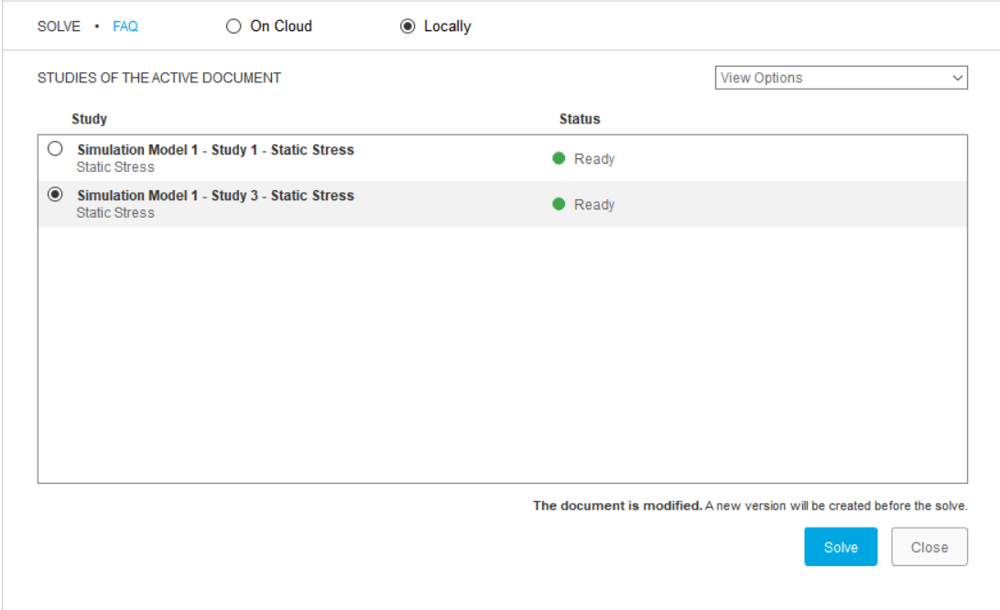 SOLVE • FAQ On Cloud Locally
STUDIES OF THE ACTIVE DOCUMENT View Options
Study Status
Simulation Model 1 - Study 1 - Static Stress
Static Stress
Ready
Simulation Model 1 - Study 3 - Static Stress
Static Stress
Ready
The document is modified. A new version will be created before the solve.
Solve Close